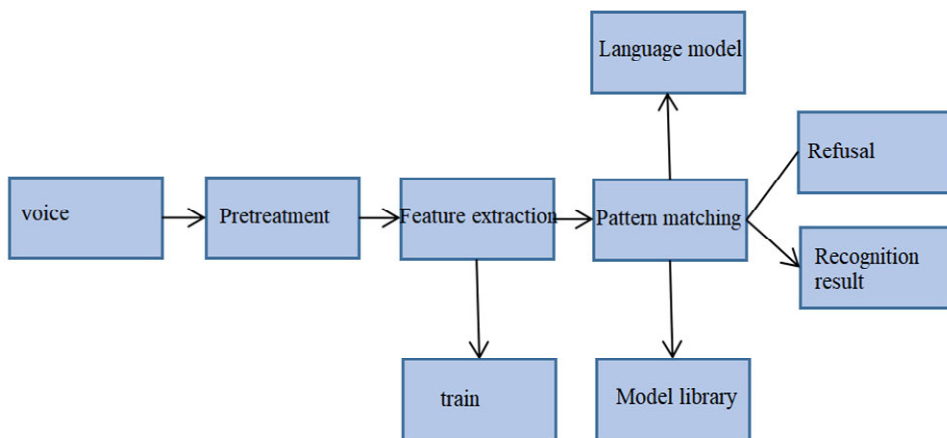 Language model
Refusal
voice
Pretreatment
Feature extraction
Pattern matching
Recognition
result
train
Model library